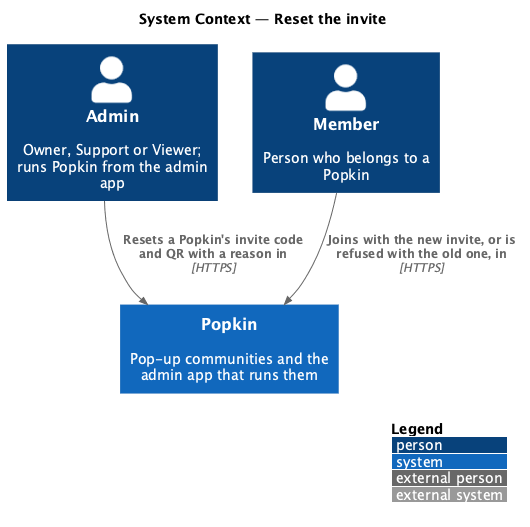 System Context — Reset the invite
Admin
Owner, Support or Viewer;
runs Popkin from the admin
app
Member
Person who belongs to a
Popkin
Resets a Popkin's invite code
and QR with a reason in
[HTTPS]
Joins with the new invite, or is
refused with the old one, in
[HTTPS]
Popkin
Pop-up communities and the
admin app that runs them
Legend
person
system
external person
external system